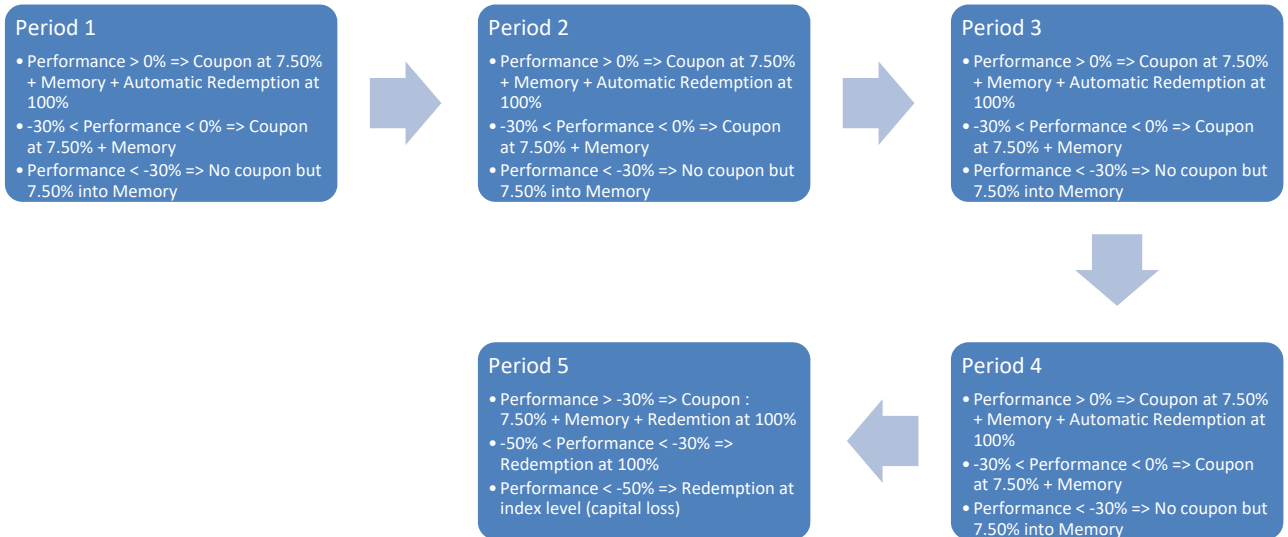 Period 1
• Performance > 0% => Coupon at 7.50%
+ Memory + Automatic Redemption at
100%
• -30% < Performance < 0% => Coupon
at 7.50% + Memory
• Performance < -30% => No coupon but
7.50% into Memory
Period 2
• Performance > 0% => Coupon at 7.50%
+ Memory + Automatic Redemption at
100%
• -30% < Performance < 0% => Coupon
at 7.50% + Memory
• Performance < -30% => No coupon but
7.50% into Memory
Period 3
• Performance > 0% => Coupon at 7.50%
+ Memory + Automatic Redemption at
100%
• -30% < Performance < 0% => Coupon
at 7.50% + Memory
• Performance < -30% => No coupon but
7.50% into Memory
Period 4
• Performance > 0% => Coupon at 7.50%
+ Memory + Automatic Redemption at
100%
• -30% < Performance < 0% => Coupon
at 7.50% + Memory
• Performance < -30% => No coupon but
7.50% into Memory
Period 5
• Performance > -30% => Coupon :
7.50% + Memory + Redemtion at 100%
• -50% < Performance < -30% =>
Redemption at 100%
• Performance < -50% => Redemption at
index level (capital loss)